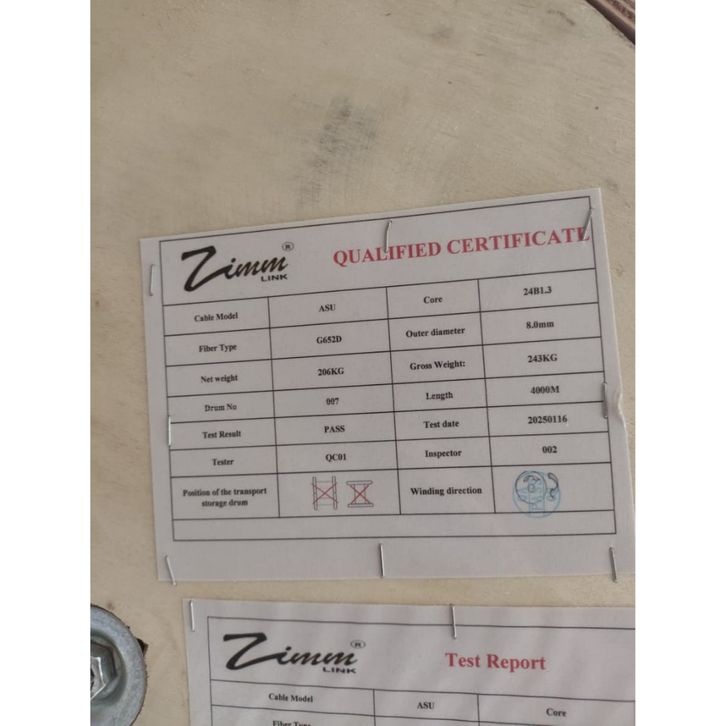 Zimm ®
LINK
QUALIFIED CERTIFICATE
Cable Model ASU Core 24B1.3
Fiber Type G652D Outer diameter 8.0mm
Net weight 206KG Gross Weight: 243KG
Drum No 007 Length 4000M
Test Result PASS Test date 20250116
Tester QC01 Inspector 002
Position of the transport
storage drum
Winding direction
Zimm ®
LINK
Test Report
Cable Model ASU Core
Fiber Type